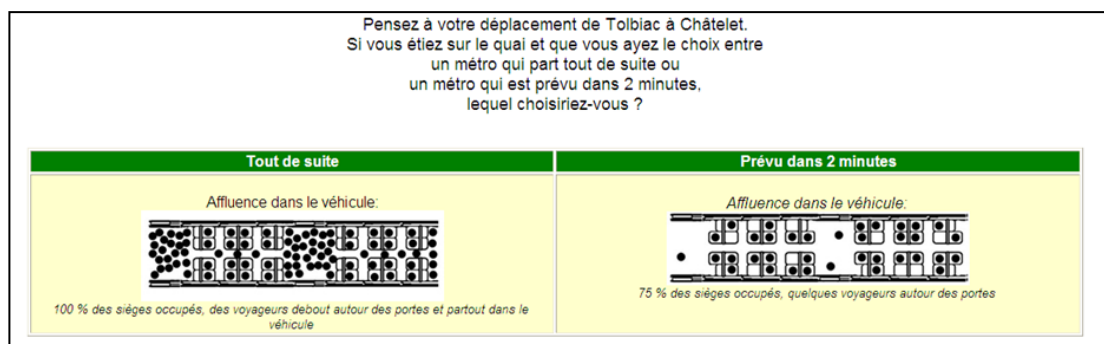 Pensez à votre déplacement de Tolbiac à Châtelet.
Si vous étiez sur le quai et que vous ayez le choix entre
un métro qui part tout de suite ou
un métro qui est prévu dans 2 minutes,
lequel choisiriez-vous ?
Tout de suite
Affluence dans le véhicule:
100 % des sièges occupés, des voyageurs debout autour des portes et partout dans le
véhicule
Prévu dans 2 minutes
Affluence dans le véhicule:
75 % des sièges occupés, quelques voyageurs autour des portes